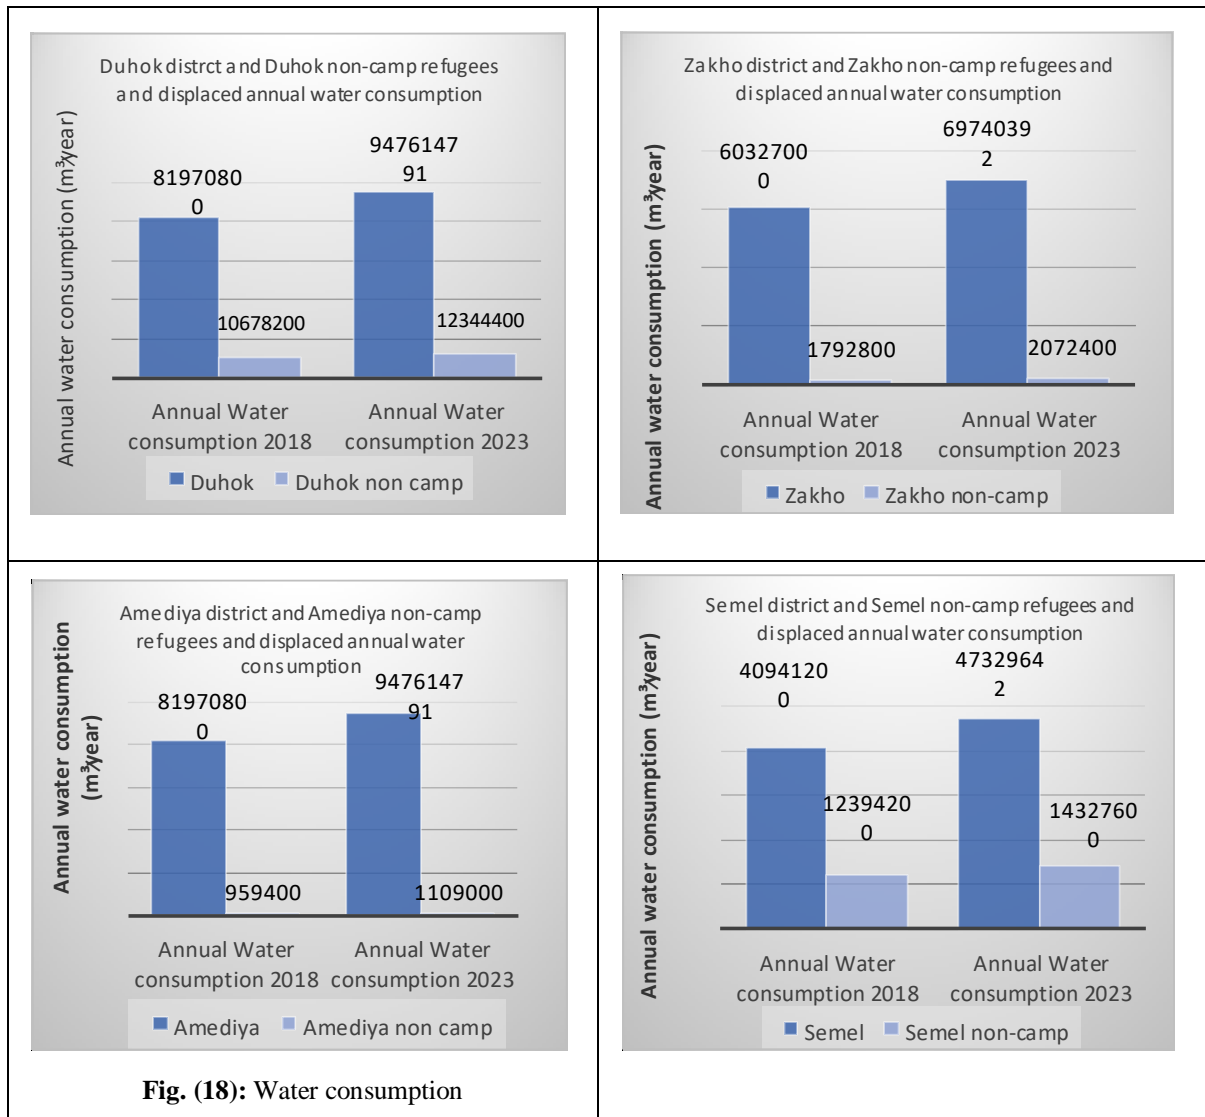 Duhok distrct and Duhok non-camp refugees
and displaced annual water consumption
Annual water consumption (m³/year)
8197080
0
9476147
91
10678200
12344400
Annual Water
consumption 2018
Annual Water
consumption 2023
Duhok
Duhok non camp
Zakho district and Zakho non-camp refugees and
displaced annual water consumption
Annual water consumption (m³/year)
6032700
0
6974039
2
1792800
2072400
Annual Water
consumption 2018
Annual Water
consumption 2023
Zakho
Zakho non-camp
Amediya district and Amediya non-camp
refugees and displaced annual water
consumption
Annual water consumption
(m³/year)
8197080
0
9476147
91
959400
1109000
Annual Water
consumption 2018
Annual Water
consumption 2023
Amediya
Amediya non camp
Fig. (18): Water consumption
Semel district and Semel non-camp refugees and
displaced annual water consumption
Annual water consumption (m³/year)
4094120
0
4732964
2
1239420
0
1432760
0
Annual Water
consumption 2018
Annual Water
consumption 2023
Semel
Semel non-camp